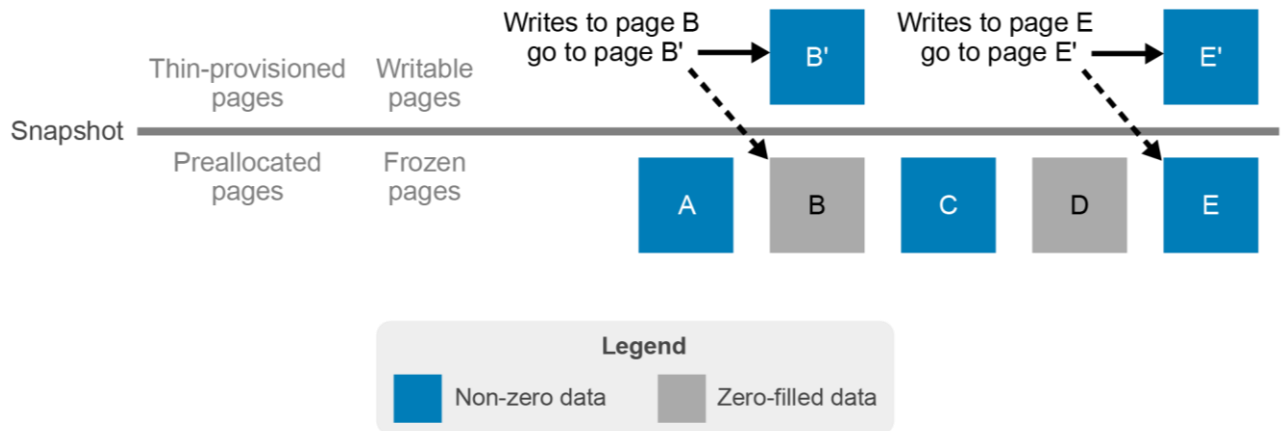 Writes to page B
go to page B'
B'
Writes to page E
go to page E'
E'
Thin-provisioned
pages
Writable
pages
Snapshot
Preallocated
pages
Frozen
pages
A
B
C
D
E
Legend
Non-zero data
Zero-filled data